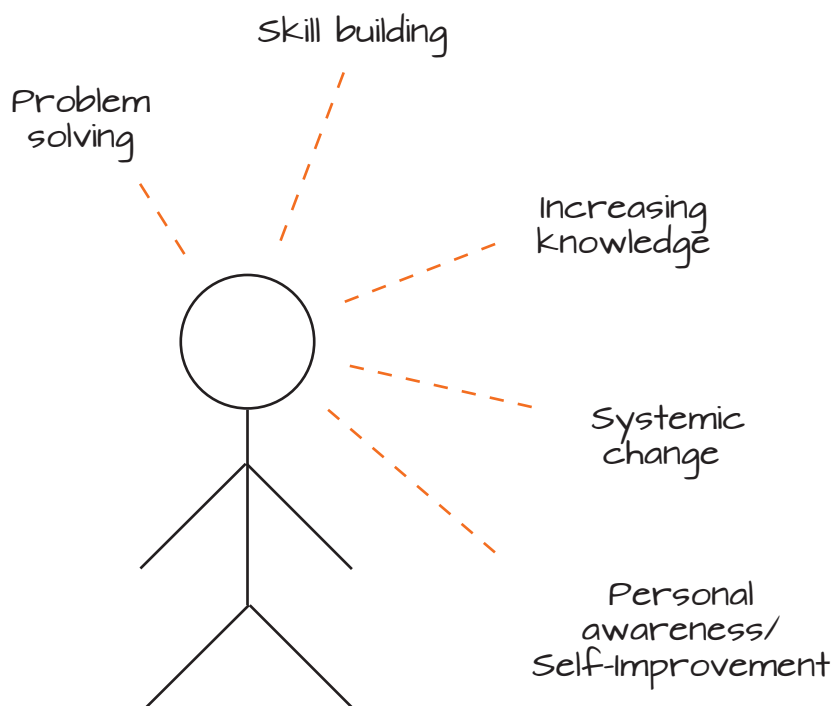 Skill building
Problem
solving
Increasing
knowledge
Systemic
change
Personal
awareness/
Self-Improvement